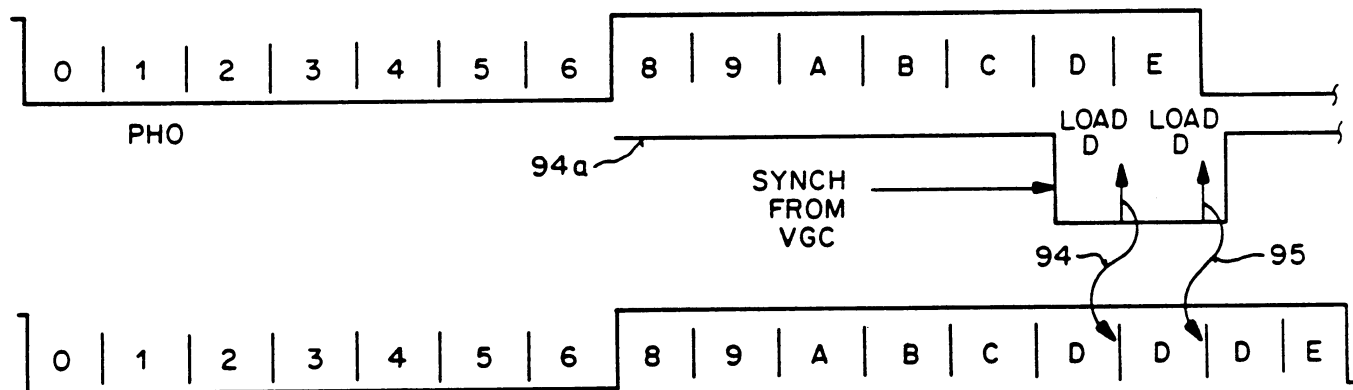 0 1 2 3 4 5 6 8 9 A B C D E
PHO
LOAD D LOAD D
94a
SYNCH
FROM
VGC
94 95
0 1 2 3 4 5 6 8 9 A B C D D D E